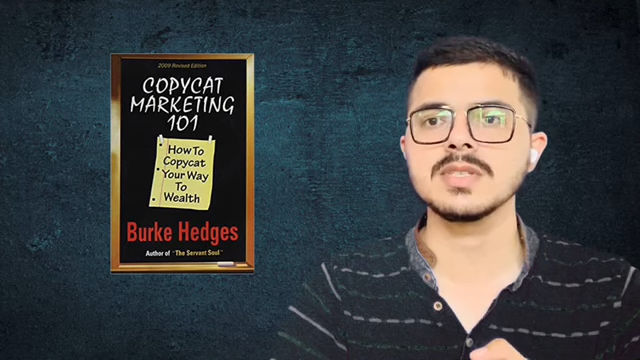 2009 Revised Edition
COPYCAT
MARKETING
101
How To
Copycat
Your Way
To
Wealth
Burke Hedges
Author of "The Servant Soul"